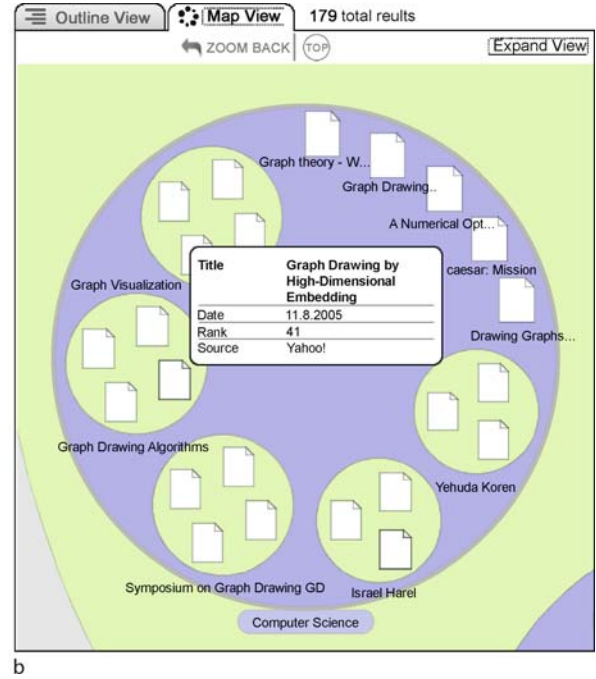 Outline View
Map View
179 total reults
ZOOM BACK
TOP
Expand View
Graph theory - W...
Graph Drawing..
A Numerical Opt...
caesar: Mission
Drawing Graphs...
Graph Visualization
Title Graph Drawing by
High-Dimensional
Embedding
Date 11.8.2005
Rank 41
Source Yahoo!
Graph Drawing Algorithms
Yehuda Koren
Symposium on Graph Drawing GD
Israel Harel
Computer Science
b